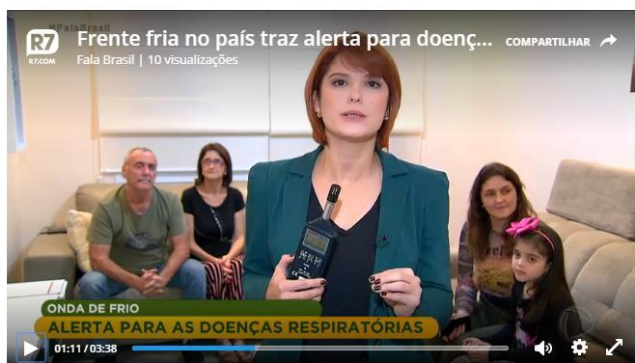 #FalaBrasil
R7
R7.COM
Frente fria no país traz alerta para doenç...
COMPARTILHAR
Fala Brasil | 10 visualizações
ONDA DE FRIO
ALERTA PARA AS DOENÇAS RESPIRATÓRIAS
01:11 / 03:38